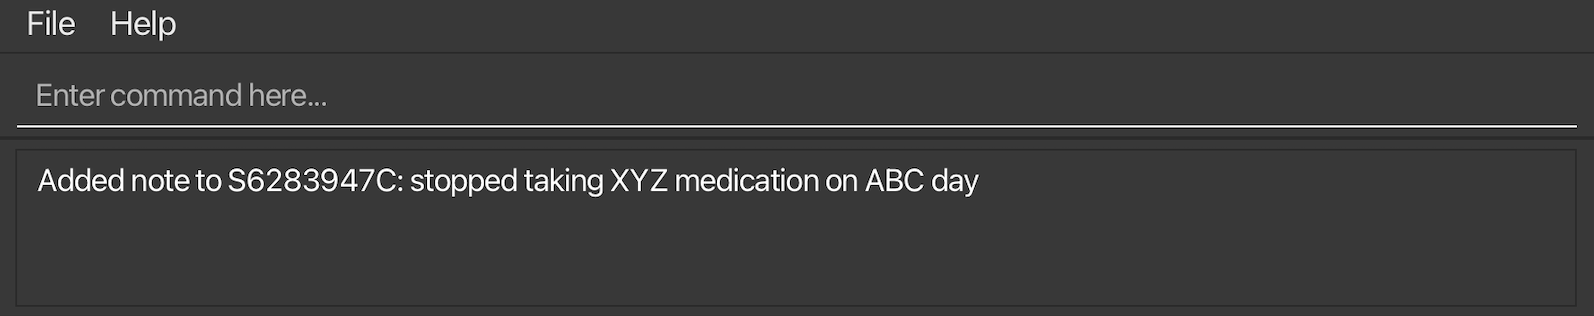 File Help
Enter command here...
Added note to S6283947C: stopped taking XYZ medication on ABC day